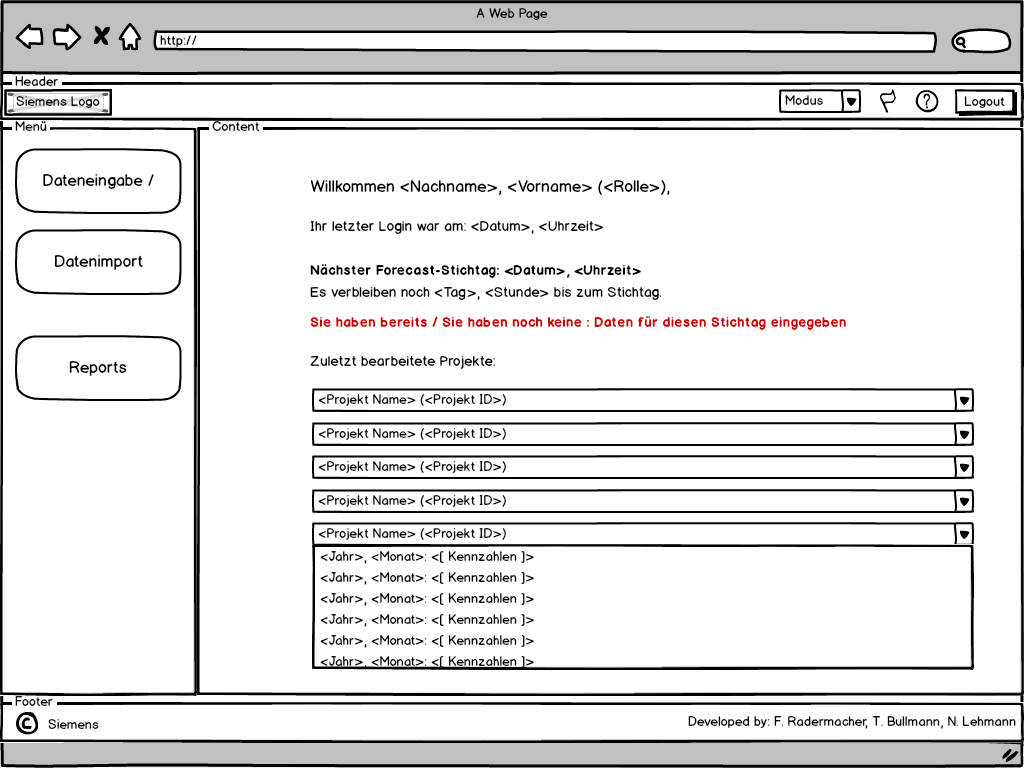 A Web Page
http://
Header
Siemens Logo
Modus
?
Logout
Menü
Content
Dateneingabe /
Datenimport
Reports
Willkommen <Nachname>, <Vorname> (<Rolle>),
Ihr letzter Login war am: <Datum>, <Uhrzeit>
Nächster Forecast-Stichtag: <Datum>, <Uhrzeit>
Es verbleiben noch <Tag>, <Stunde> bis zum Stichtag.
Sie haben bereits / Sie haben noch keine : Daten für diesen Stichtag eingegeben
Zuletzt bearbeitete Projekte:
<Projekt Name> (<Projekt ID>)
<Projekt Name> (<Projekt ID>)
<Projekt Name> (<Projekt ID>)
<Projekt Name> (<Projekt ID>)
<Projekt Name> (<Projekt ID>)
<Jahr>, <Monat>: <[ Kennzahlen ]>
<Jahr>, <Monat>: <[ Kennzahlen ]>
<Jahr>, <Monat>: <[ Kennzahlen ]>
<Jahr>, <Monat>: <[ Kennzahlen ]>
<Jahr>, <Monat>: <[ Kennzahlen ]>
<Jahr>, <Monat>: <[ Kennzahlen ]>
Footer
© Siemens
Developed by: F. Radermacher, T. Bullmann, N. Lehmann